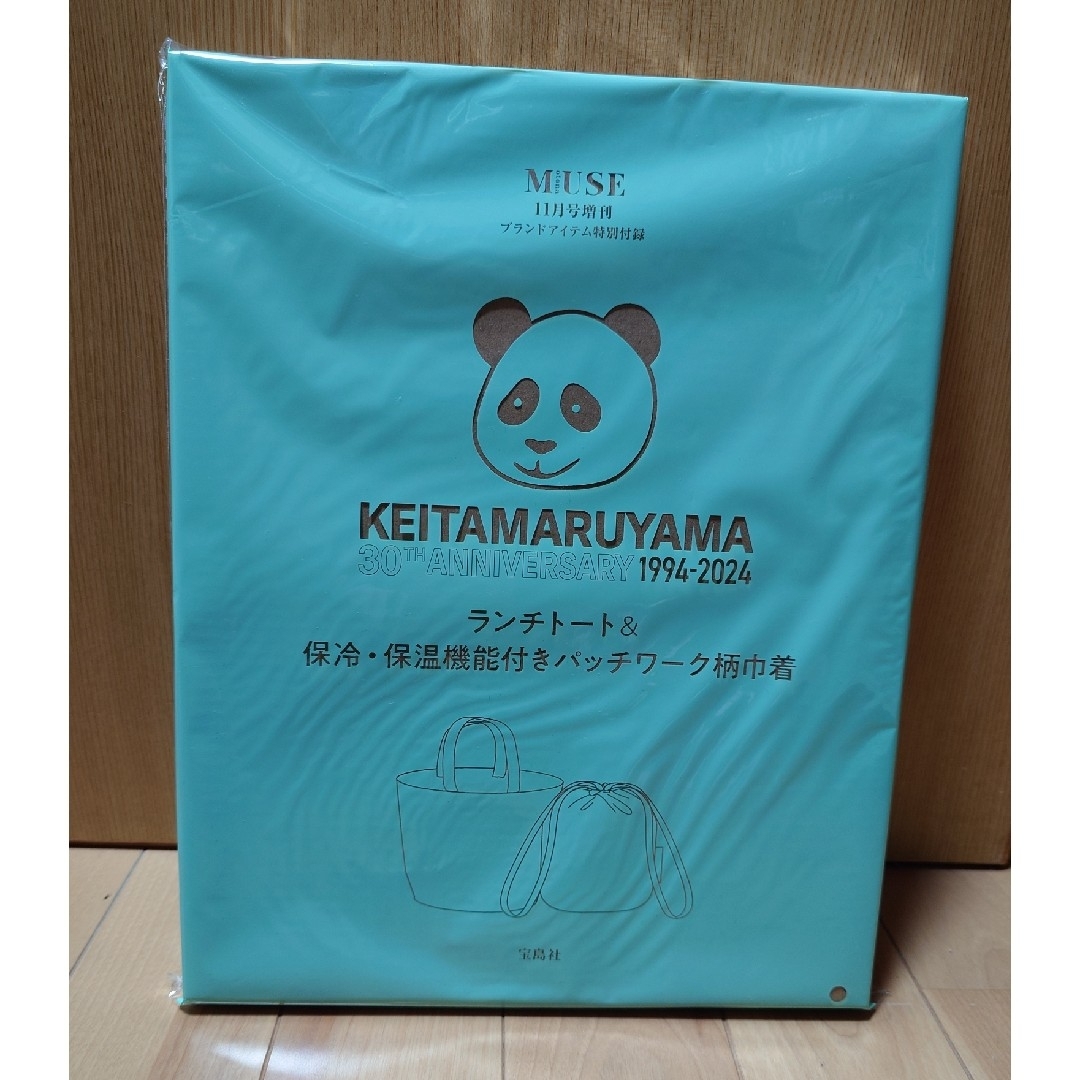 otona MUSE
11月号増刊
ブランドアイテム特別付録
KEITAMARUYAMA
30TH ANNIVERSARY 1994-2024
ランチトート&
保冷・保温機能付きパッチワーク柄巾着
宝島社